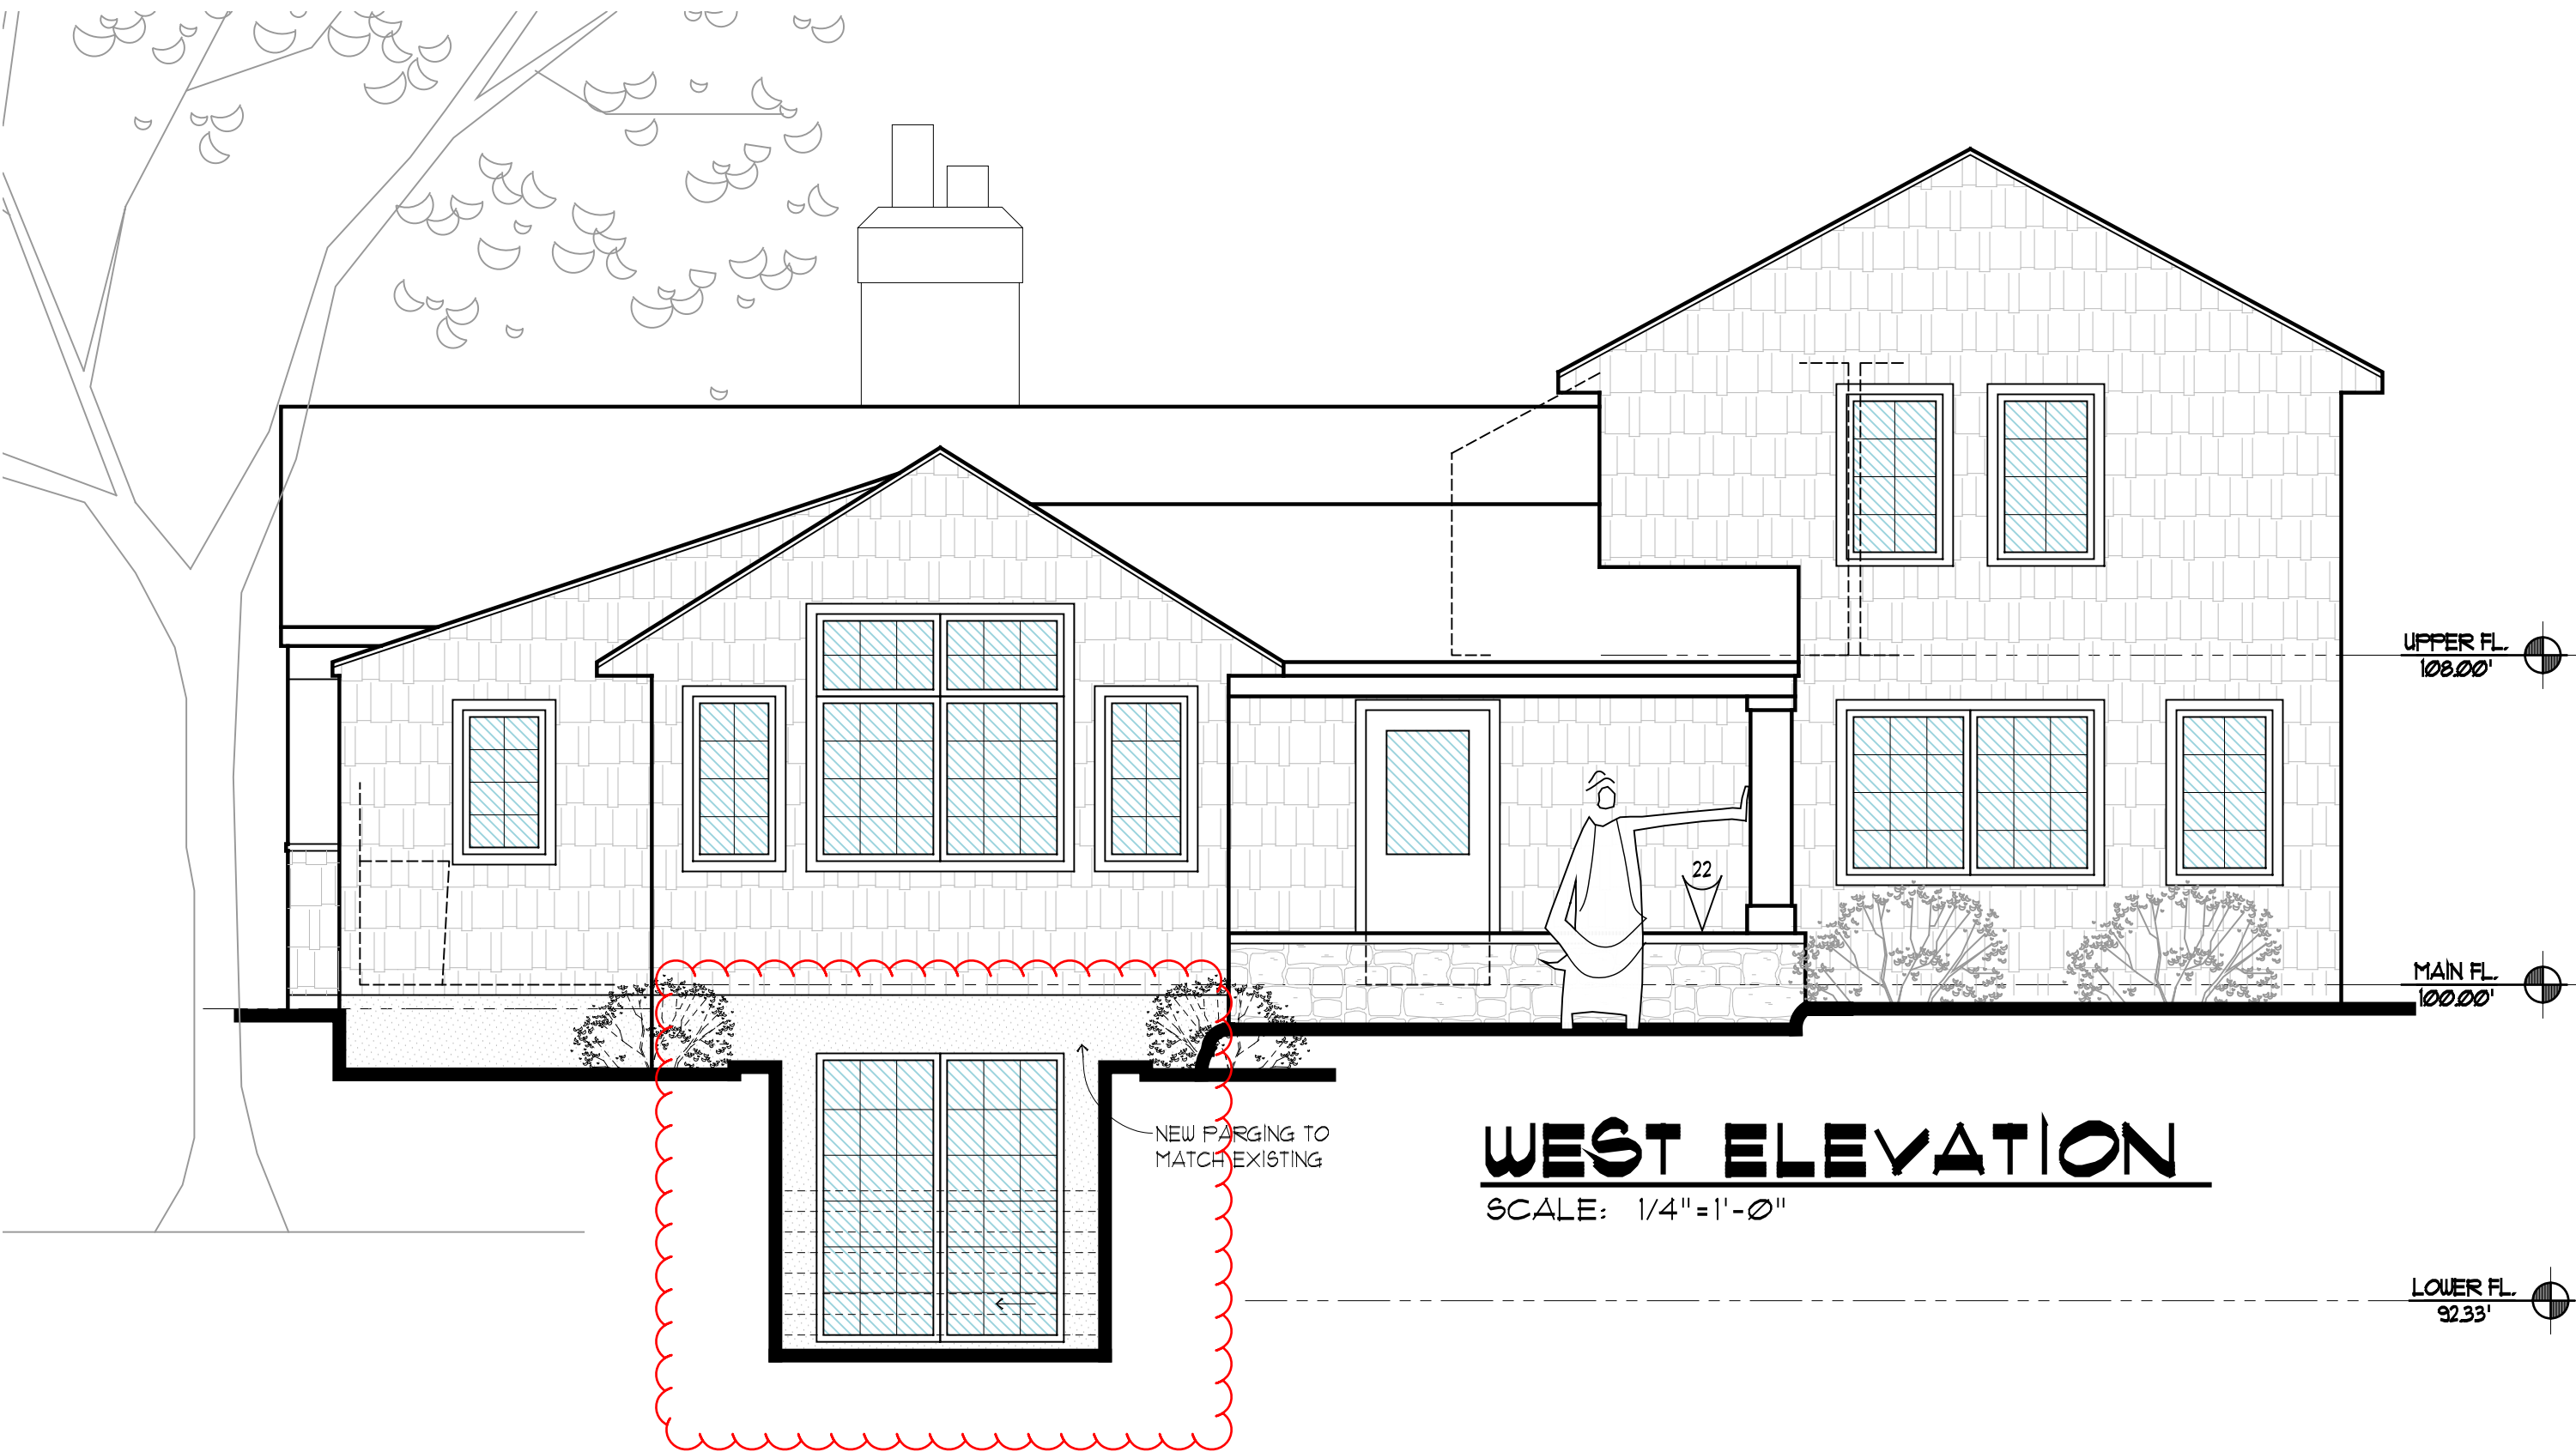 UPPER FL.
108.00'
22
MAIN FL.
100.00'
NEW PARGING TO
MATCH EXISTING
WEST ELEVATION
SCALE: 1/4"=1'-0"
LOWER FL.
92.33'